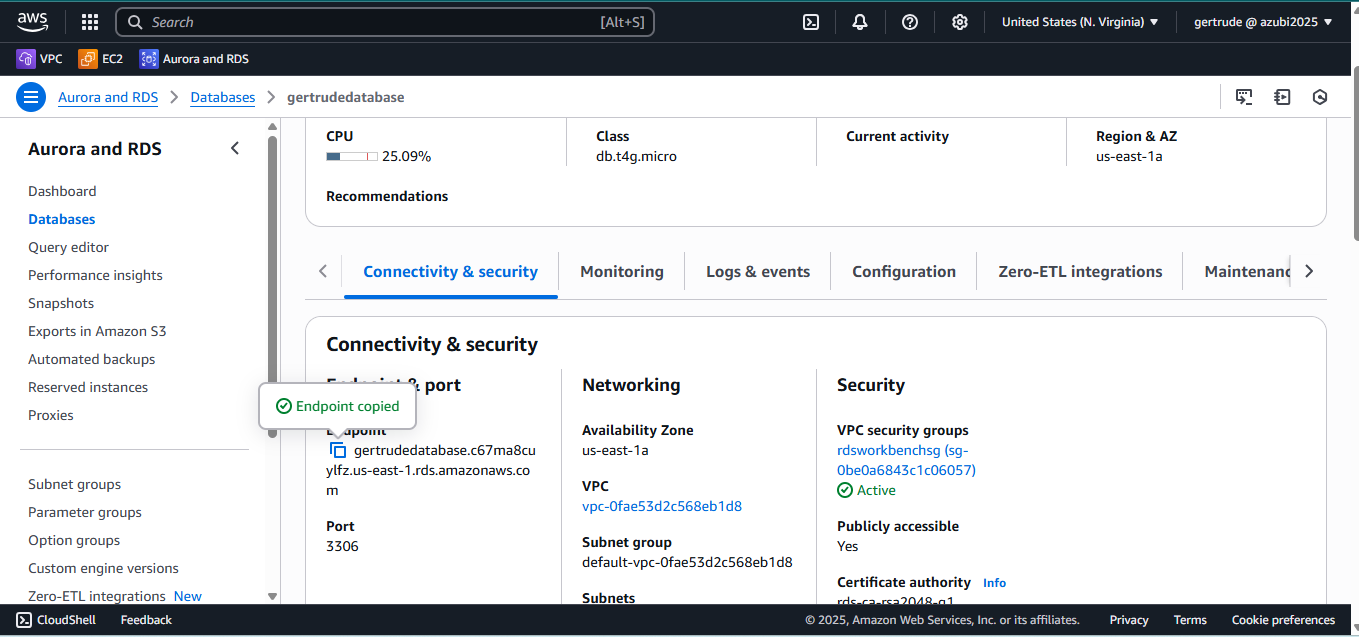 aws
Search [Alt+S]
United States (N. Virginia) ▼
gertrude @ azubi2025 ▼
VPC
EC2
Aurora and RDS
Aurora and RDS > Databases > gertrudedatabase
Aurora and RDS
Dashboard
Databases
Query editor
Performance insights
Snapshots
Exports in Amazon S3
Automated backups
Reserved instances
Proxies
Subnet groups
Parameter groups
Option groups
Custom engine versions
Zero-ETL integrations New
CPU
25.09%
Class
db.t4g.micro
Current activity
Region & AZ
us-east-1a
Recommendations
Connectivity & security
Monitoring
Logs & events
Configuration
Zero-ETL integrations
Maintenanc
Connectivity & security
Endpoint & port
Endpoint copied
Endpoint
gertrudedatabase.c67ma8cu
ylfz.us-east-1.rds.amazonaws.co
m
Port
3306
Networking
Availability Zone
us-east-1a
VPC
vpc-0fae53d2c568eb1d8
Subnet group
default-vpc-0fae53d2c568eb1d8
Subnets
Security
VPC security groups
rdsworkbenchsg (sg-
0be0a6843c1c06057)
Active
Publicly accessible
Yes
Certificate authority Info
rds-ca-rsa2048-g1
CloudShell
Feedback
© 2025, Amazon Web Services, Inc. or its affiliates.
Privacy
Terms
Cookie preferences